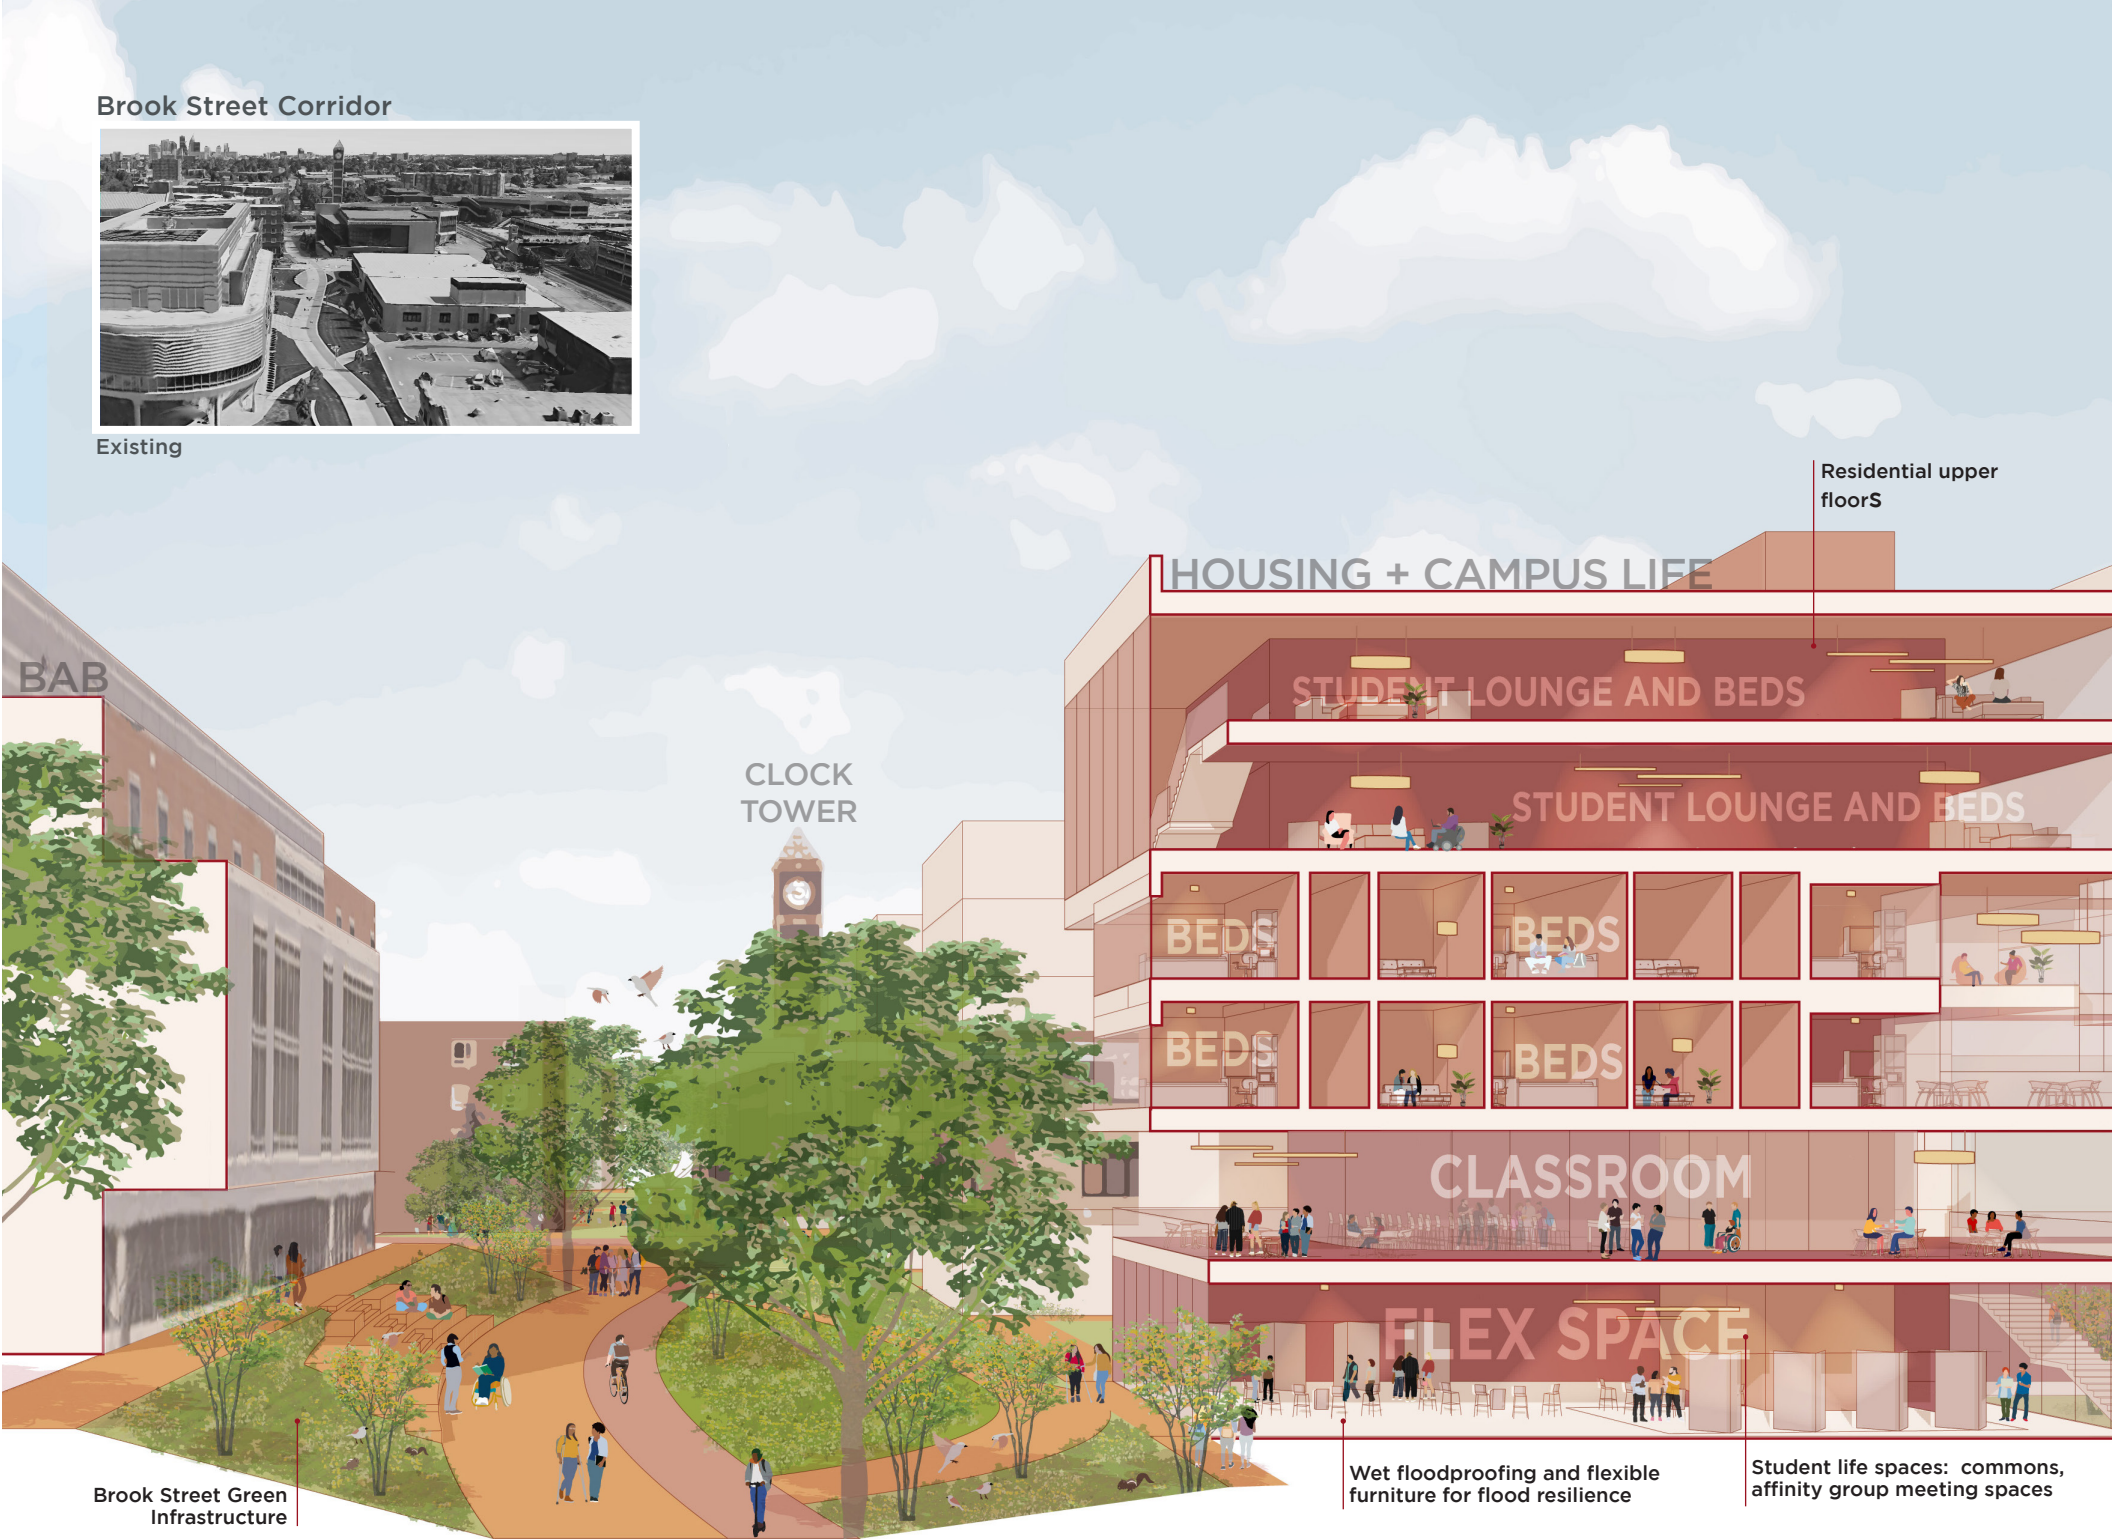 Brook Street Corridor
Existing
Residential upper
floorS
HOUSING + CAMPUS LIFE
BAB
STUDENT LOUNGE AND BEDS
CLOCK
TOWER
STUDENT LOUNGE AND BEDS
BEDS
BEDS
BEDS
BEDS
CLASSROOM
FLEX SPACE
Brook Street Green
Infrastructure
Wet floodproofing and flexible
furniture for flood resilience
Student life spaces: commons,
affinity group meeting spaces